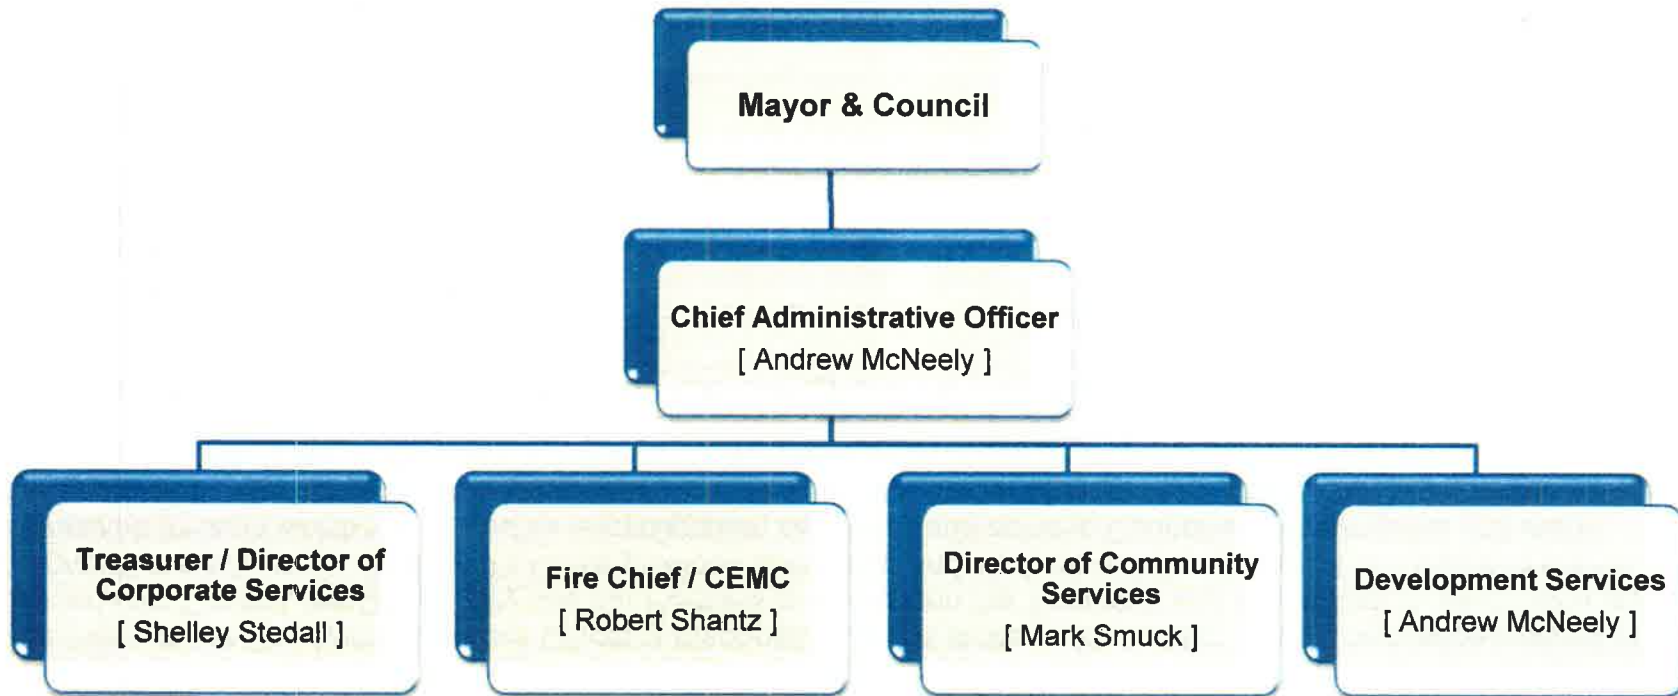 Mayor & Council
Chief Administrative Officer
[ Andrew McNeely ]
Treasurer / Director of
Corporate Services
[ Shelley Stedall ]
Fire Chief / CEMC
[ Robert Shantz ]
Director of Community
Services
[ Mark Smuck ]
Development Services
[ Andrew McNeely ]